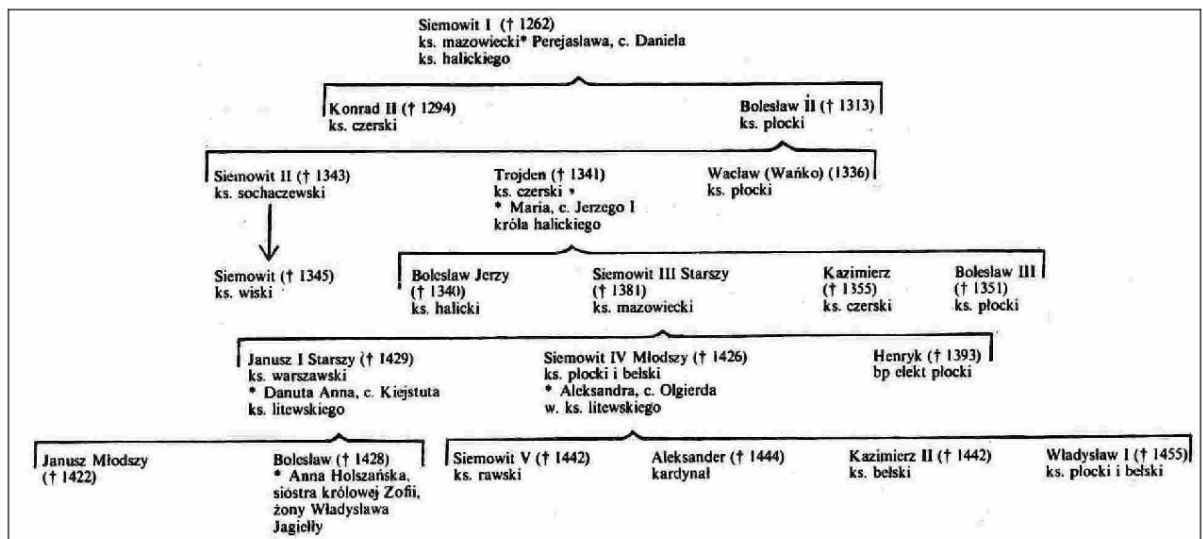 Siemowit I († 1262)
ks. mazowiecki* Perejaslawa, c. Daniela
ks. halickiego
Konrad II († 1294)
ks. czerski
Bolesław II († 1313)
ks. płocki
Siemowit II († 1343)
ks. sochaczewski
Trojden († 1341)
ks. czerski
* Maria, c. Jerzego I
króla halickiego
Wacław (Wańko) (1336)
ks. płocki
Siemowit († 1345)
ks. wiski
Bolesław Jerzy
(† 1340)
ks. halicki
Siemowit III Starszy
(† 1381)
ks. mazowiecki
Kazimierz
(† 1355)
ks. czerski
Bolesław III
(† 1351)
ks. płocki
Janusz I Starszy († 1429)
ks. warszawski
* Danuta Anna, c. Kiejstuta
ks. litewskiego
Siemowit IV Młodszy († 1426)
ks. płocki i bełski
* Aleksandra, c. Olgierda
w. ks. litewskiego
Henryk († 1393)
bp elekt płocki
Janusz Młodszy
(† 1422)
Bolesław († 1428)
* Anna Holszańska,
siostra królowej Zofii,
żony Władysława
Jagiełły
Siemowit V († 1442)
ks. rawski
Aleksander († 1444)
kardynał
Kazimierz II († 1442)
ks. bełski
Władysław I († 1455)
ks. płocki i bełski